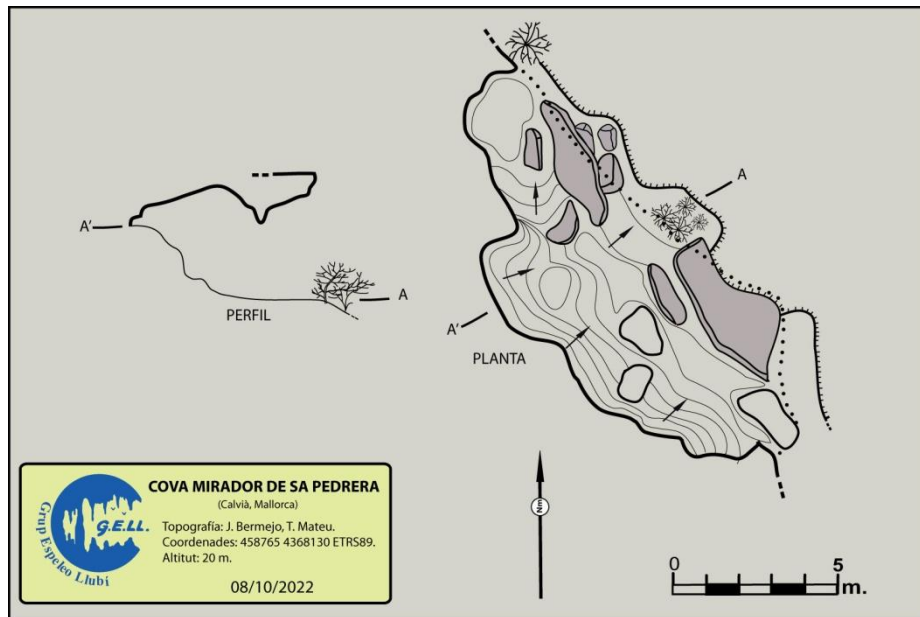 A
A'
A'
A
PERFIL
PLANTA
COVA MIRADOR DE SA PEDRERA
(Calvià, Mallorca)
G.E.LL.
Grup Espeleo Llubí
Topografía: J. Bermejo, T. Mateu.
Coordenades: 458765 4368130 ETRS89.
Altitut: 20 m.
08/10/2022
Nm
0 5
m.